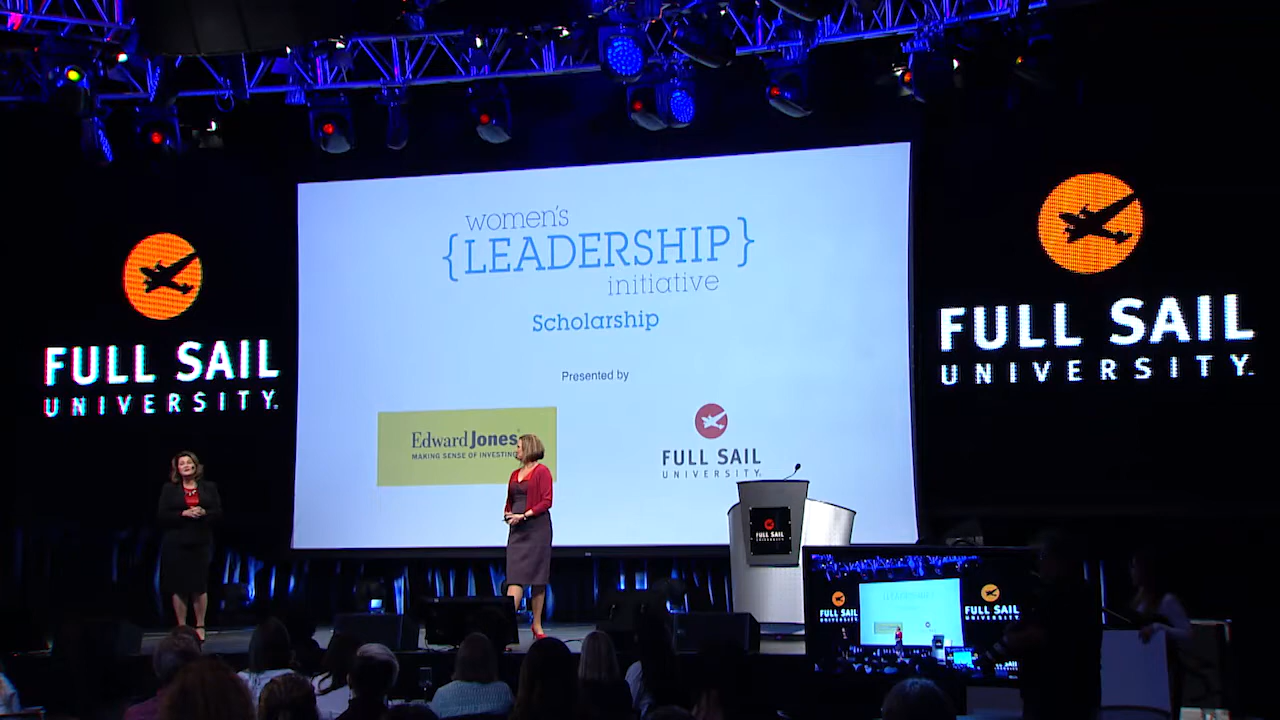 women's
{LEADERSHIP}
initiative
Scholarship
Presented by
Edward Jones
MAKING SENSE OF INVESTING
FULL SAIL
UNIVERSITY.
FULL SAIL
UNIVERSITY.
FULL SAIL
UNIVERSITY.
FULL SAIL
UNIVERSITY
FULL SAIL
FULL SAIL